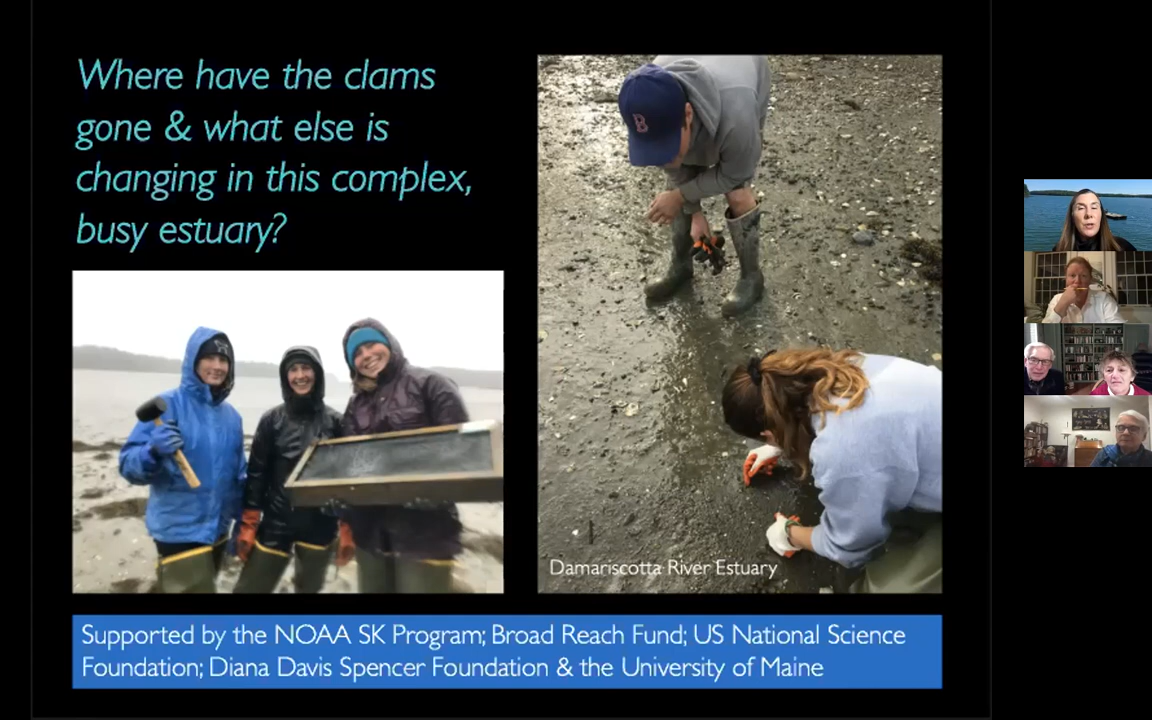 Where have the clams
gone & what else is
changing in this complex,
busy estuary?
B
Damariscotta River Estuary
Supported by the NOAA SK Program; Broad Reach Fund; US National Science
Foundation; Diana Davis Spencer Foundation & the University of Maine